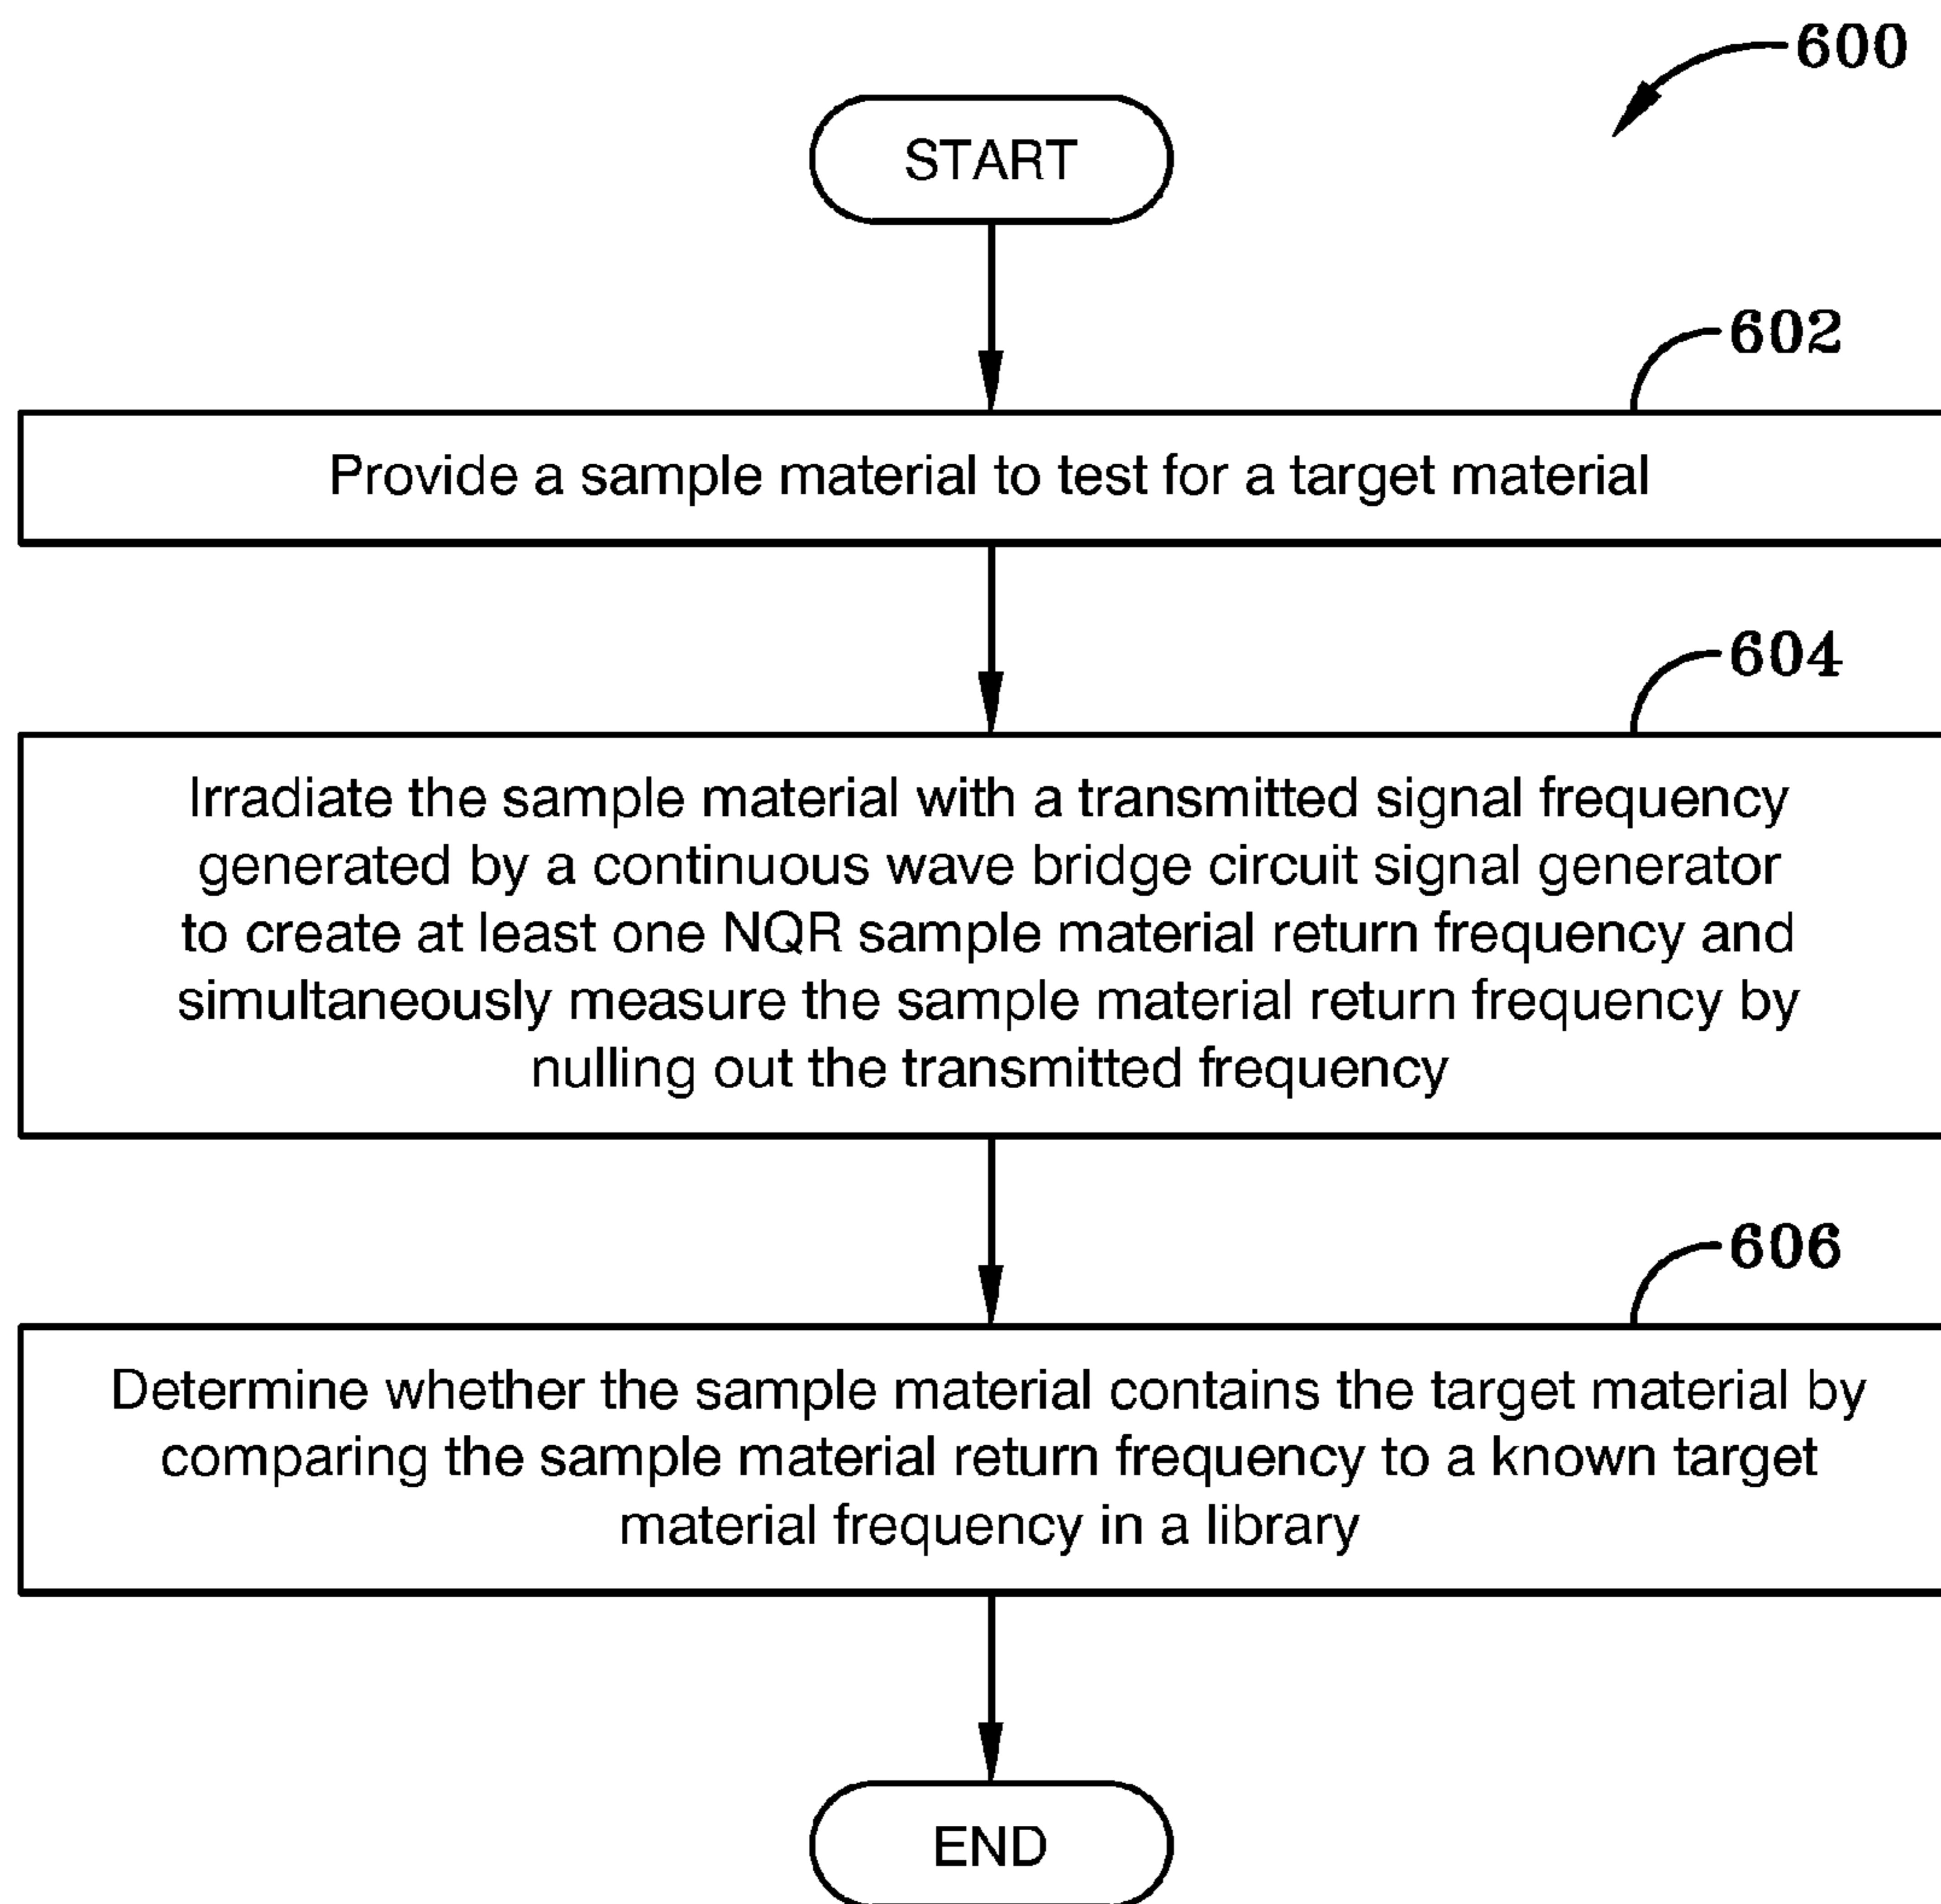 600
START
602
Provide a sample material to test for a target material
604
Irradiate the sample material with a transmitted signal frequency
generated by a continuous wave bridge circuit signal generator
to create at least one NQR sample material return frequency and
simultaneously measure the sample material return frequency by
nulling out the transmitted frequency
606
Determine whether the sample material contains the target material by
comparing the sample material return frequency to a known target
material frequency in a library
END